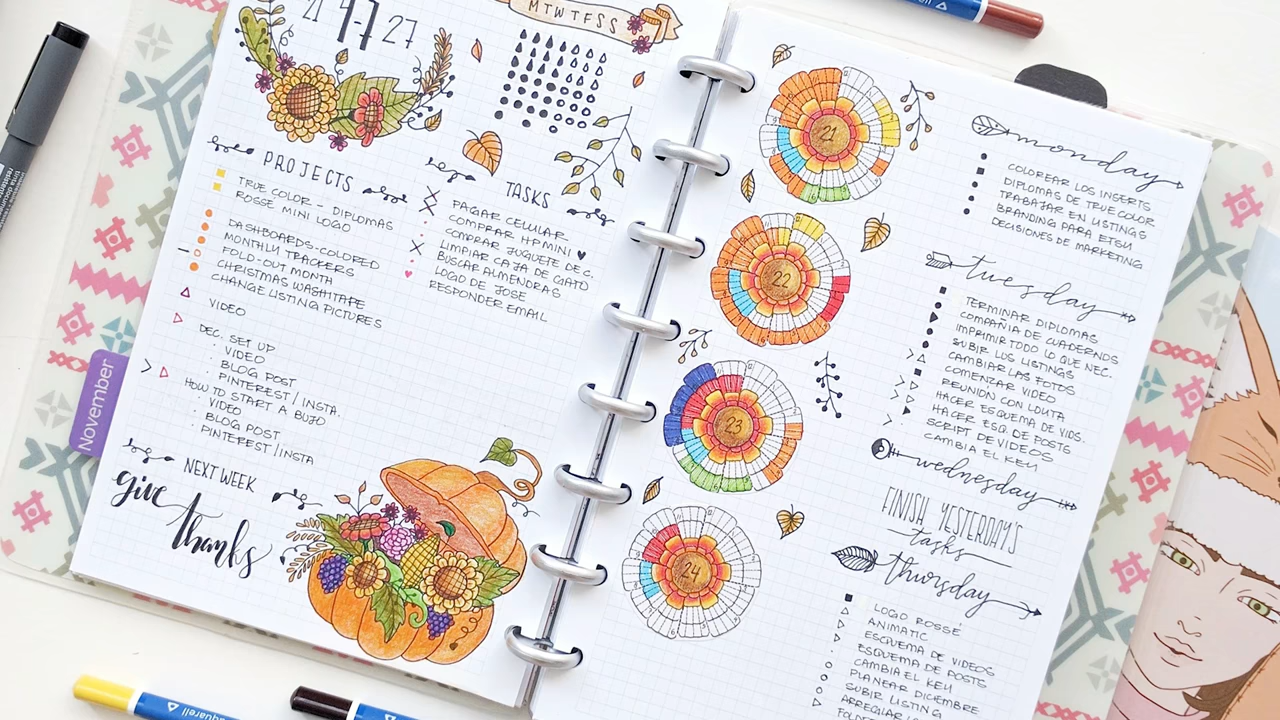 21 27
M T W T F S S
PROJECTS
TRUE COLOR - DIPLOMAS
ROSSÉ MINI LOGO
DASHBOARDS COLORED
MONTHLY TRACKERS
FOLD-OUT MONTH
CHRISTMAS WASHITAPE
CHANGE LISTING PICTURES
VIDEO
DEC. SET UP
· VIDEO
· BLOG POST
· PINTEREST / INSTA.
HOW TO START A BUJO
· VIDEO
· BLOG POST
· PINTEREST / INSTA
TASKS
PAGAR CELULAR
COMPRAR HP MINI
COMPRAR JUGUETE DE C.
LIMPIAR CAJA DE GATO
BUSCAR ALMENDRAS
LOGO DE JOSE
RESPONDER EMAIL
NEXT WEEK
give
thanks
November
21
22
23
24
monday
COLOREAR LOS INSERTS
DIPLOMAS DE TRUE COLOR
TRABAJAR EN LISTINGS
BRANDING PARA ETSY
DECISIONES DE MARKETING
tuesday
TERMINAR DIPLOMAS
COMPAÑIA DE CUADERNOS
IMPRIMIR TODO LO QUE NEC.
SUBIR LOS LISTINGS
CAMBIAR LAS FOTOS
COMENZAR VIDEO
REUNION CON
HACER ESQUEMA DE VIDS.
HACER ESQ. DE POSTS
SCRIPT DE VIDEOS
CAMBIA EL KEY
wednesday
FINISH YESTERDAY'S
tasks
thursday
LOGO ROSSÉ
ANIMATIC
ESQUEMA DE VIDEOS
ESQUEMA DE POSTS
CAMBIA EL KEY
PLANEAR DICIEMBRE
SUBIR LISTING
ARREGLAR